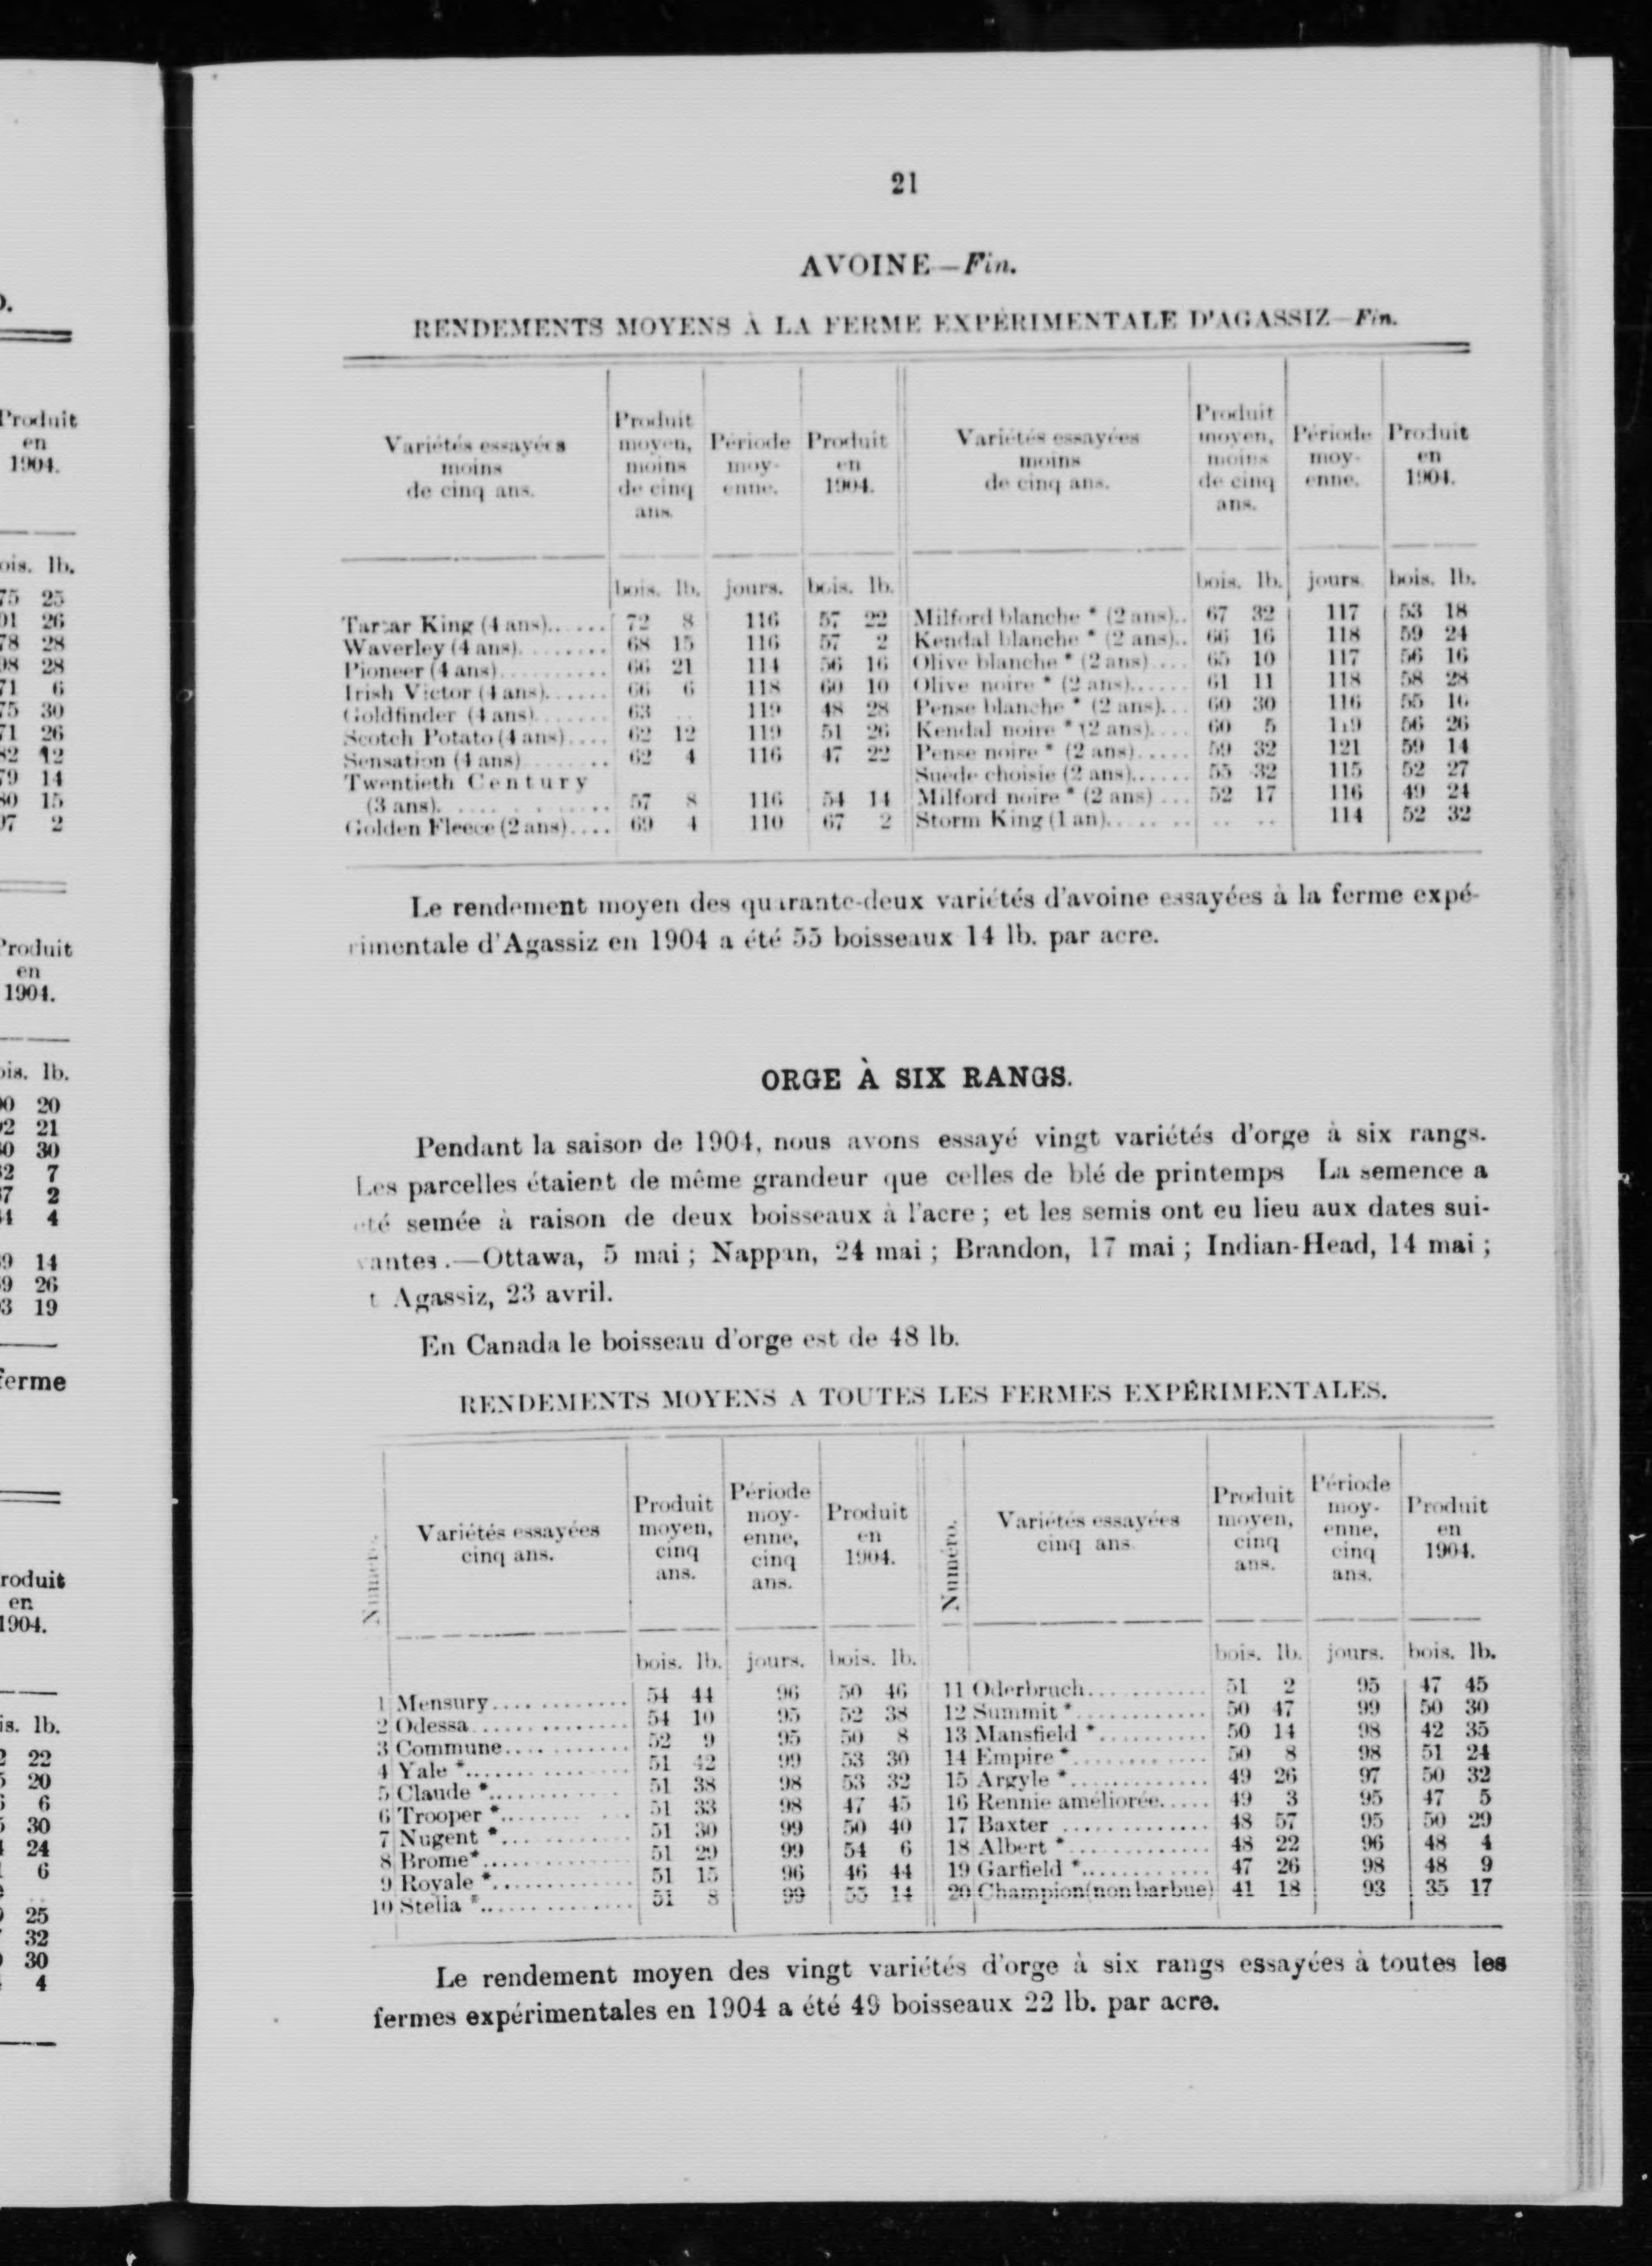 21
AVOINE—Fin.
RENDEMENTS MOYENS À LA FERME EXPÉRIMENTALE D'AGASSIZ—Fin.
Variétés essayées moins de cinq ans. | Produit moyen, moins de cinq ans. | Période moyenne. | Produit en 1904. | Variétés essayées moins de cinq ans. | Produit moyen, moins de cinq ans. | Période moyenne. | Produit en 1904.
bois. lb. | jours. | bois. lb. | bois. lb. | jours. | bois. lb.
Tartar King (4 ans)...... 72 8 116 57 22 Milford blanche * (2 ans).. 67 32 117 53 18
Waverley (4 ans)........ 68 15 116 57 2 Kendal blanche * (2 ans).. 66 16 118 59 24
Pioneer (4 ans).......... 66 21 114 56 16 Olive blanche * (2 ans).... 65 10 117 56 16
Irish Victor (4 ans)...... 66 6 118 60 10 Olive noire * (2 ans)...... 61 11 118 58 28
Goldfinder (4 ans)....... 63 .. 119 48 28 Pense blanche * (2 ans)... 60 30 116 55 10
Scotch Potato (4 ans).... 62 12 119 51 26 Kendal noire * (2 ans).... 60 5 119 56 26
Sensation (4 ans)........ 62 4 116 47 22 Pense noire * (2 ans)..... 59 32 121 59 14
Twentieth Century Suède choisie (2 ans)...... 55 32 115 52 27
(3 ans).............. 57 8 116 54 14 Milford noire * (2 ans) ... 52 17 116 49 24
Golden Fleece (2 ans).... 69 4 110 67 2 Storm King (1 an)........ .. .. 114 52 32
Le rendement moyen des quarante-deux variétés d'avoine essayées à la ferme expé-
rimentale d'Agassiz en 1904 a été 55 boisseaux 14 lb. par acre.
ORGE À SIX RANGS.
Pendant la saison de 1904, nous avons essayé vingt variétés d'orge à six rangs.
Les parcelles étaient de même grandeur que celles de blé de printemps La semence a
été semée à raison de deux boisseaux à l'acre ; et les semis ont eu lieu aux dates sui-
vantes.—Ottawa, 5 mai ; Nappan, 24 mai ; Brandon, 17 mai ; Indian-Head, 14 mai ;
t Agassiz, 23 avril.
En Canada le boisseau d'orge est de 48 lb.
RENDEMENTS MOYENS A TOUTES LES FERMES EXPÉRIMENTALES.
Numéro. | Variétés essayées cinq ans. | Produit moyen, cinq ans. | Période moyenne, cinq ans. | Produit en 1904. | Numéro. | Variétés essayées cinq ans | Produit moyen, cinq ans. | Période moyenne, cinq ans. | Produit en 1904.
bois. lb. | jours. | bois. lb. | bois. lb. | jours. | bois. lb.
1 Mensury............. 54 44 96 50 46 11 Oderbruch............ 51 2 95 47 45
2 Odessa............... 54 10 95 52 38 12 Summit *............. 50 47 99 50 30
3 Commune............ 52 9 95 50 8 13 Mansfield *........... 50 14 98 42 35
4 Yale *................ 51 42 99 53 30 14 Empire *............. 50 8 98 51 24
5 Claude *............. 51 38 98 53 32 15 Argyle *.............. 49 26 97 50 32
6 Trooper *............ 51 33 98 47 45 16 Rennie améliorée..... 49 3 95 47 5
7 Nugent *............. 51 30 99 50 40 17 Baxter .............. 48 57 95 50 29
8 Brome*............... 51 29 99 54 6 18 Albert *.............. 48 22 96 48 4
9 Royale *.............. 51 15 96 46 44 19 Garfield *............. 47 26 98 48 9
10 Stella *................ 51 8 99 55 14 20 Champion(non barbue) 41 18 93 35 17
Le rendement moyen des vingt variétés d'orge à six rangs essayées à toutes les
fermes expérimentales en 1904 a été 49 boisseaux 22 lb. par acre.